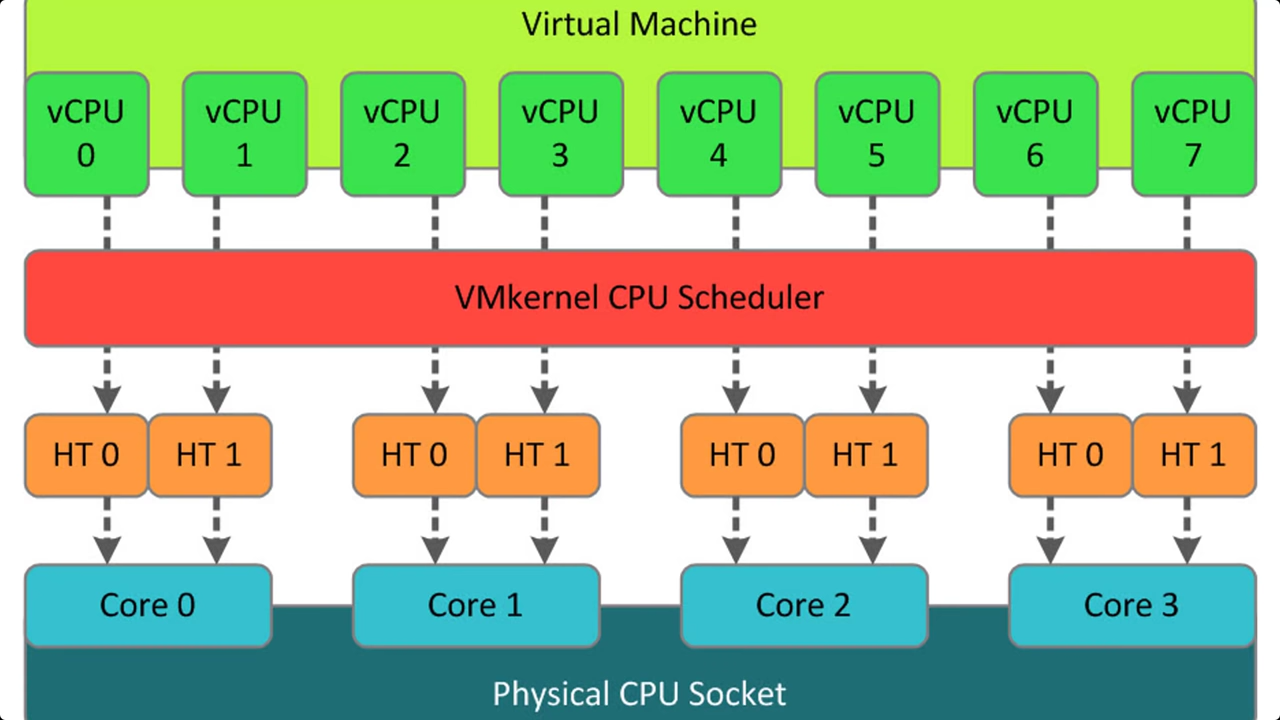 Virtual Machine
vCPU
0
vCPU
1
vCPU
2
vCPU
3
vCPU
4
vCPU
5
vCPU
6
vCPU
7
VMkernel CPU Scheduler
HT 0
HT 1
HT 0
HT 1
HT 0
HT 1
HT 0
HT 1
Core 0
Core 1
Core 2
Core 3
Physical CPU Socket